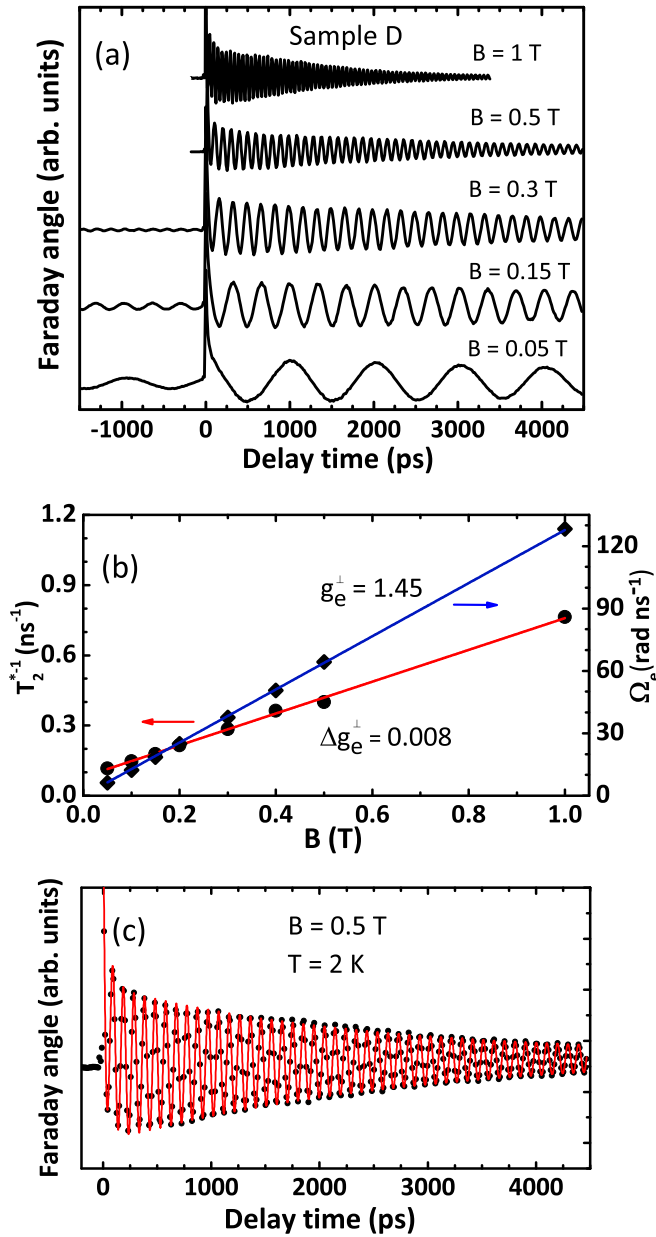 (a)
Sample D
B = 1 T
B = 0.5 T
B = 0.3 T
B = 0.15 T
B = 0.05 T
Faraday angle (arb. units)
-1000 0 1000 2000 3000 4000
Delay time (ps)
(b)
1.2
0.9
0.6
0.3
0.0
T₂*⁻¹ (ns⁻¹)
gₑ^⊥ = 1.45
Δgₑ^⊥ = 0.008
120
90
60
30
0
Ωₑ(rad ns⁻¹)
0.0 0.2 0.4 0.6 0.8 1.0
B (T)
(c)
B = 0.5 T
T = 2 K
Faraday angle (arb. units)
0 1000 2000 3000 4000
Delay time (ps)